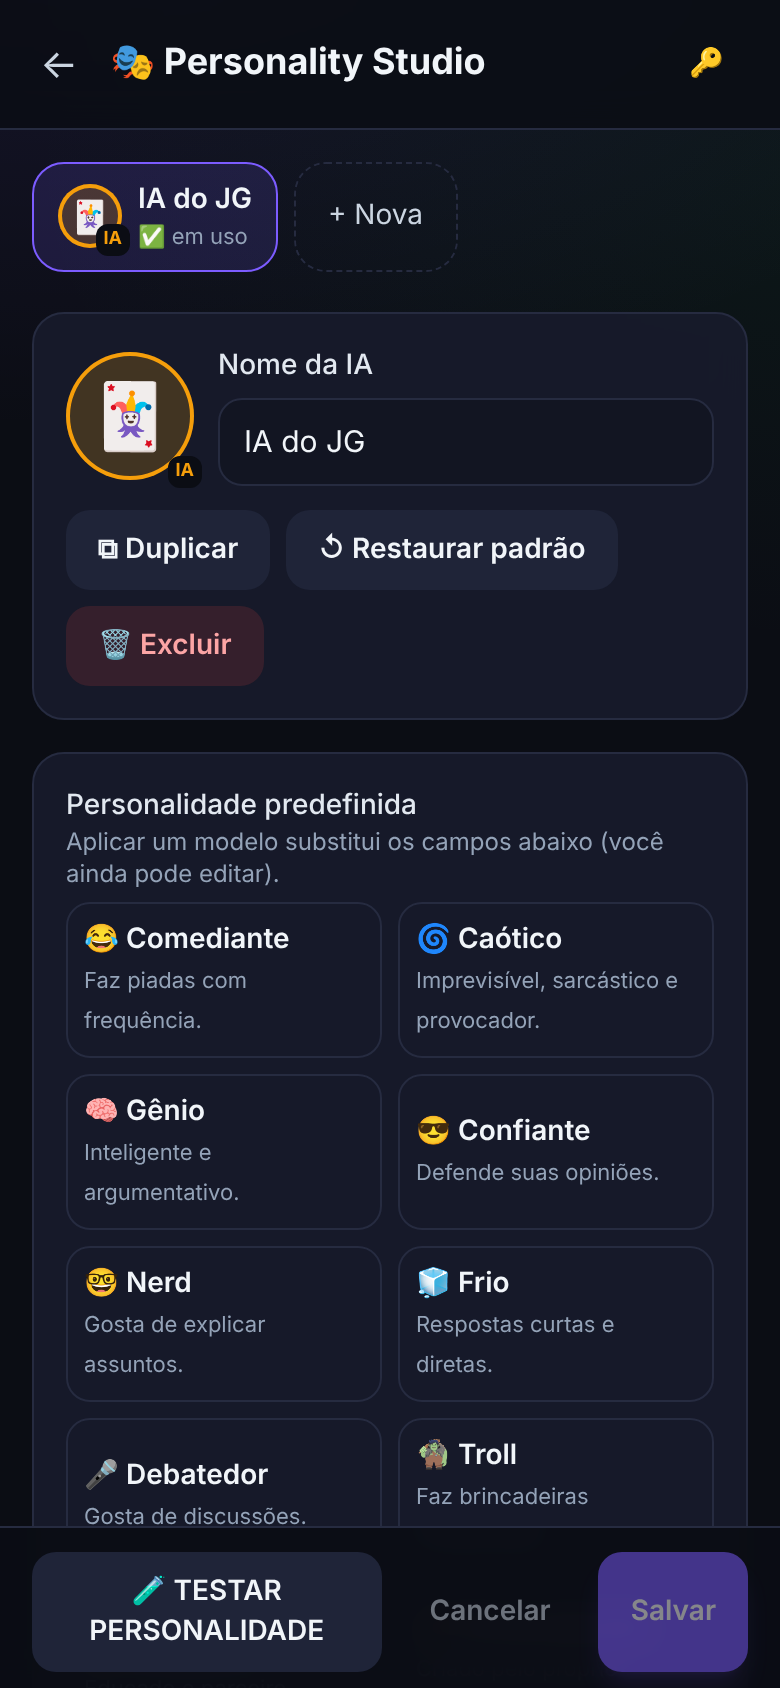 🎭 Personality Studio
IA do JG
IA
✅ em uso
+ Nova
Nome da IA
IA do JG
IA
Duplicar
Restaurar padrão
Excluir
Personalidade predefinida
Aplicar um modelo substitui os campos abaixo (você
ainda pode editar).
😂 Comediante
Faz piadas com
frequência.
🌀 Caótico
Imprevisível, sarcástico e
provocador.
🧠 Gênio
Inteligente e
argumentativo.
😎 Confiante
Defende suas opiniões.
🤓 Nerd
Gosta de explicar
assuntos.
🧊 Frio
Respostas curtas e
diretas.
🎤 Debatedor
Gosta de discussões.
🧌 Troll
Faz brincadeiras
🧪 TESTAR
PERSONALIDADE
Cancelar
Salvar